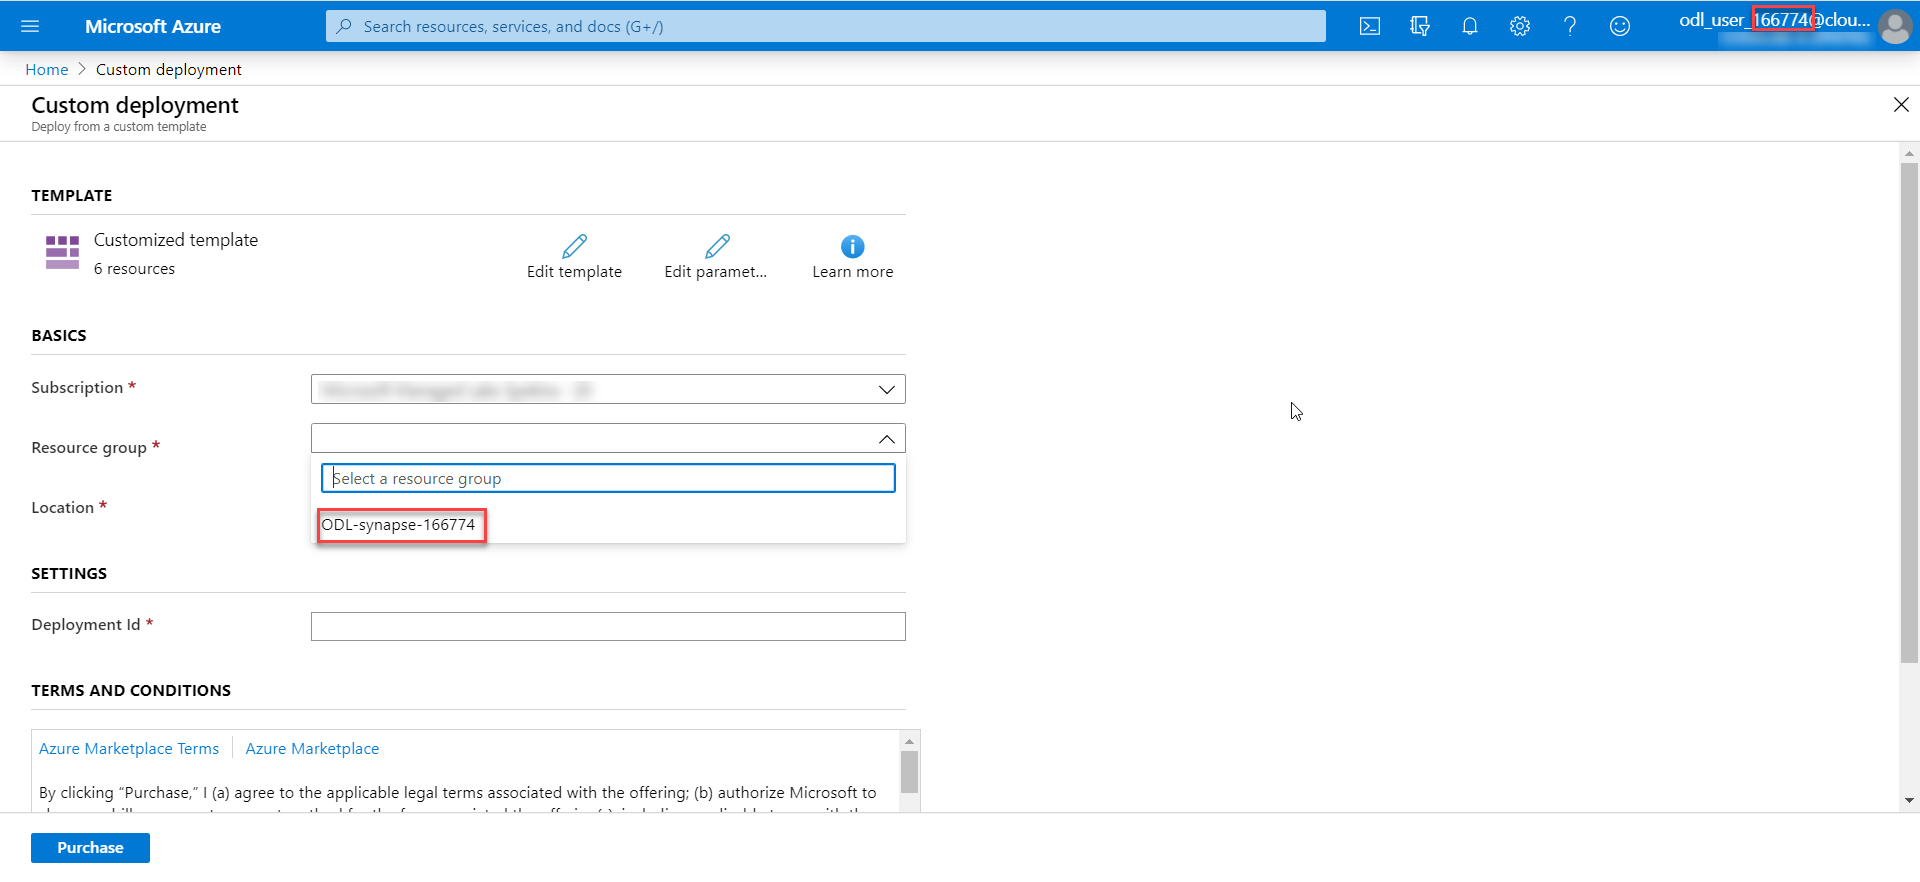 Microsoft Azure
Search resources, services, and docs (G+/)
odl_user_166774@clou...
Home > Custom deployment
Custom deployment
Deploy from a custom template
TEMPLATE
Customized template
6 resources
Edit template
Edit paramet...
Learn more
BASICS
Subscription *
Resource group *
Select a resource group
Location *
ODL-synapse-166774
SETTINGS
Deployment Id *
TERMS AND CONDITIONS
Azure Marketplace Terms
Azure Marketplace
By clicking “Purchase,” I (a) agree to the applicable legal terms associated with the offering; (b) authorize Microsoft to
Purchase